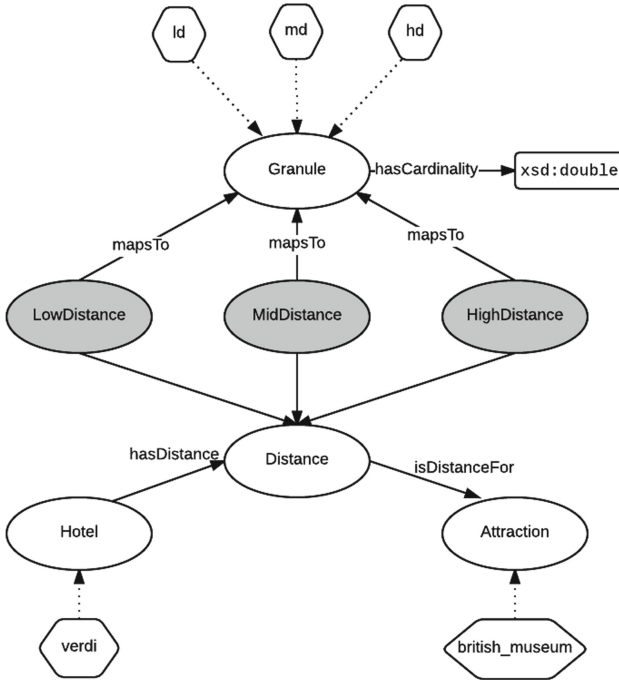 ld
md
hd
Granule
hasCardinality
xsd:double
mapsTo
mapsTo
mapsTo
LowDistance
MidDistance
HighDistance
hasDistance
Distance
isDistanceFor
Hotel
Attraction
verdi
british_museum